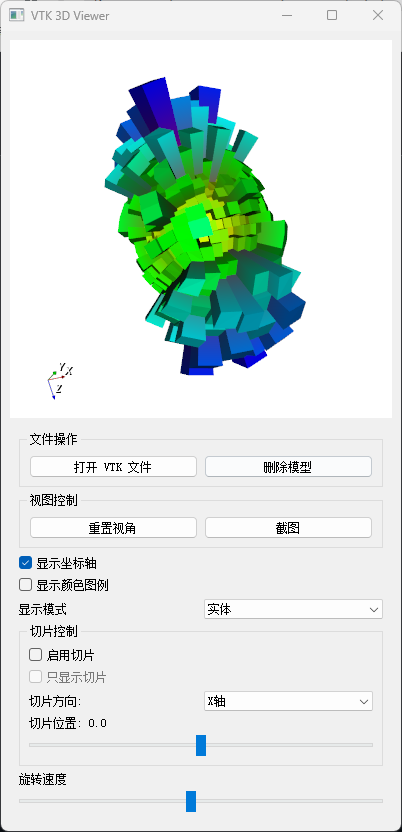 VTK 3D Viewer
Y X
Z
文件操作
打开 VTK 文件 删除模型
视图控制
重置视角 截图
显示坐标轴
显示颜色图例
显示模式 实体
切片控制
启用切片
只显示切片
切片方向: X轴
切片位置: 0.0
旋转速度